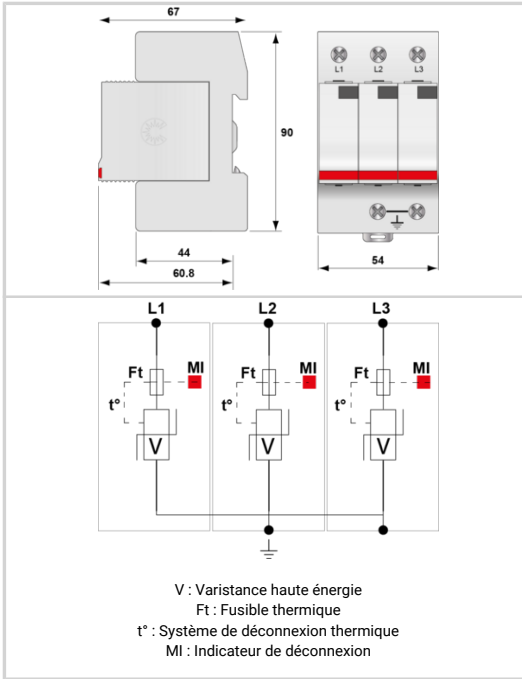 67
L1 L2 L3
90
44
60.8
54
L1 L2 L3
Ft MI Ft MI Ft MI
t° t° t°
V V V
V : Varistance haute énergie
Ft : Fusible thermique
t° : Système de déconnexion thermique
MI : Indicateur de déconnexion